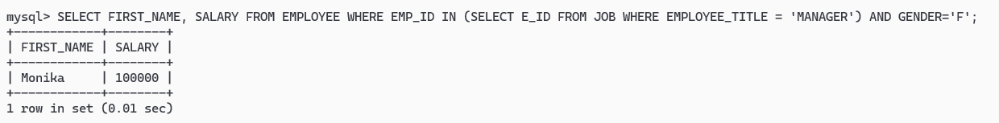 mysql> SELECT FIRST_NAME, SALARY FROM EMPLOYEE WHERE EMP_ID IN (SELECT E_ID FROM JOB WHERE EMPLOYEE_TITLE = 'MANAGER') AND GENDER='F';
+------------+--------+
| FIRST_NAME | SALARY |
+------------+--------+
| Monika     | 100000 |
+------------+--------+
1 row in set (0.01 sec)